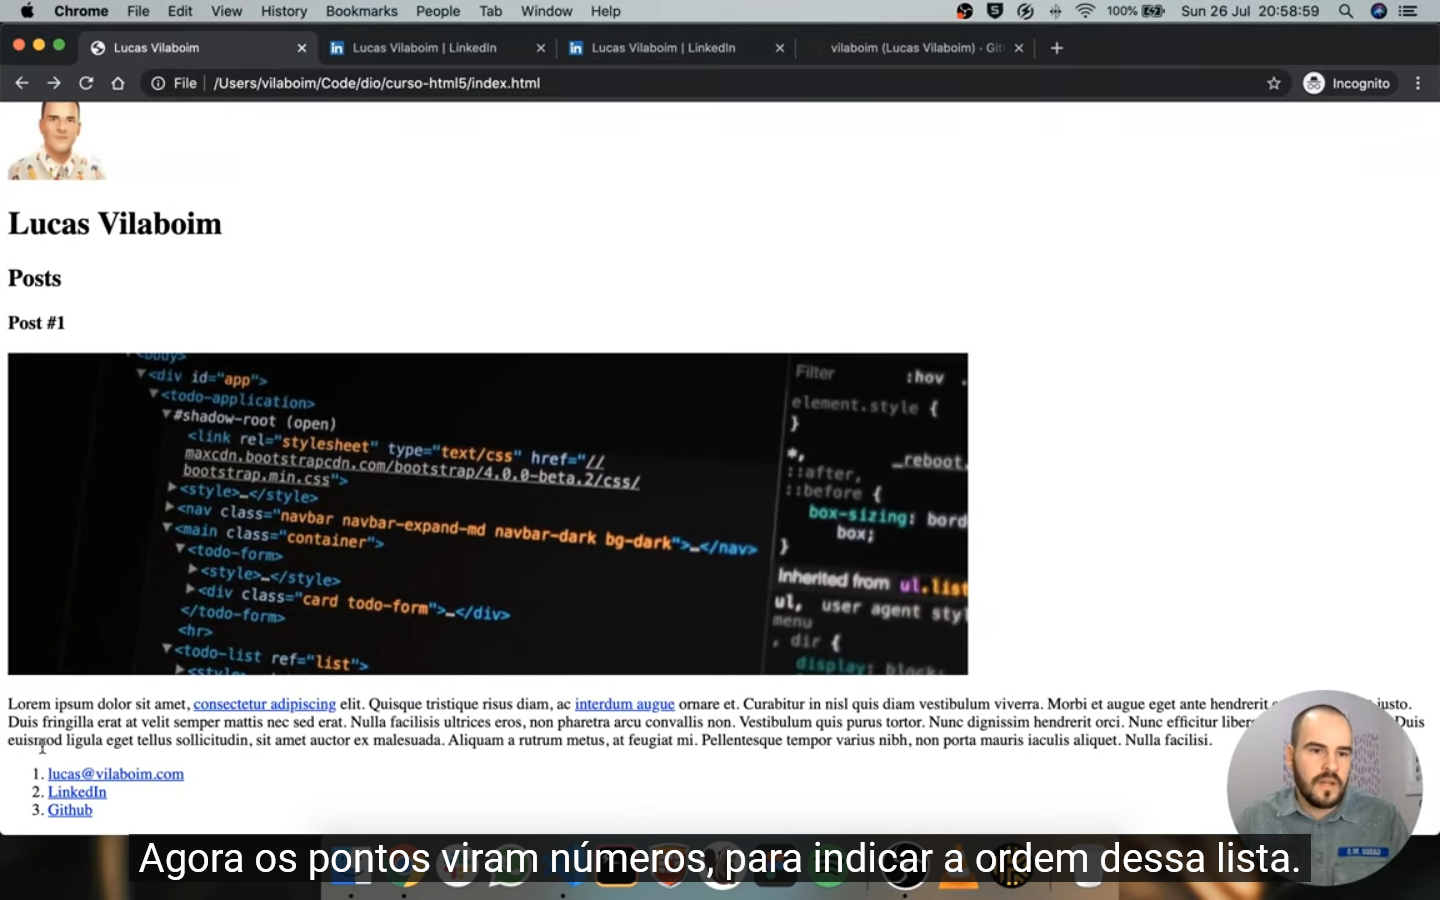 Chrome File Edit View History Bookmarks People Tab Window Help 100% Sun 26 Jul 20:58:59
Lucas Vilaboim
Lucas Vilaboim | LinkedIn
Lucas Vilaboim | LinkedIn
vilaboim (Lucas Vilaboim) · Git
File /Users/vilaboim/Code/dio/curso-html5/index.html Incognito
Lucas Vilaboim
Posts
Post #1
<body>
<div id="app">
<todo-application>
#shadow-root (open)
<link rel="stylesheet" type="text/css" href="//
maxcdn.bootstrapcdn.com/bootstrap/4.0.0-beta.2/css/
bootstrap.min.css">
<style>…</style>
<nav class="navbar navbar-expand-md navbar-dark bg-dark">…</nav>
<main class="container">
<todo-form>
<style>…</style>
<div class="card todo-form">…</div>
</todo-form>
<hr>
<todo-list ref="list">
Filter :hov .
element.style {
}
*, _reboot.
::after,
::before {
box-sizing: bord
box;
}
Inherited from ul.list
ul, user agent sty
menu
, dir {
display: block;
Lorem ipsum dolor sit amet, consectetur adipiscing elit. Quisque tristique risus diam, ac interdum augue ornare et. Curabitur in nisl quis diam vestibulum viverra. Morbi et augue eget ante hendrerit justo.
Duis fringilla erat at velit semper mattis nec sed erat. Nulla facilisis ultrices eros, non pharetra arcu convallis non. Vestibulum quis purus tortor. Nunc dignissim hendrerit orci. Nunc efficitur liber Duis
euismod ligula eget tellus sollicitudin, sit amet auctor ex malesuada. Aliquam a rutrum metus, at feugiat mi. Pellentesque tempor varius nibh, non porta mauris iaculis aliquet. Nulla facilisi.
1. lucas@vilaboim.com
2. LinkedIn
3. Github
Agora os pontos viram números, para indicar a ordem dessa lista.